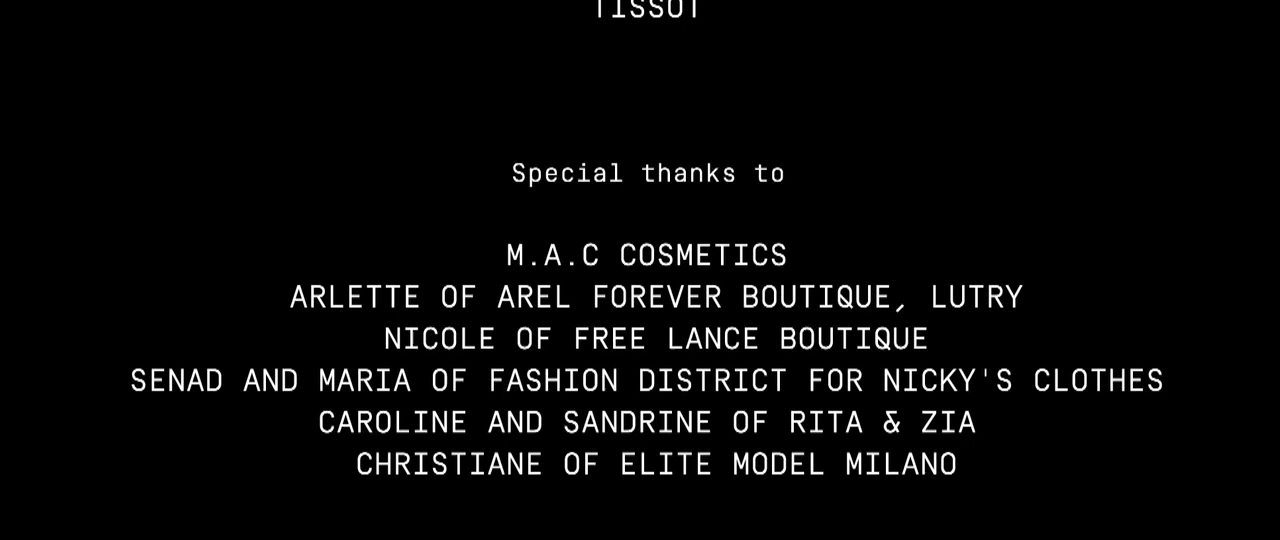 TISSOT
Special thanks to
M.A.C COSMETICS
ARLETTE OF AREL FOREVER BOUTIQUE, LUTRY
NICOLE OF FREE LANCE BOUTIQUE
SENAD AND MARIA OF FASHION DISTRICT FOR NICKY'S CLOTHES
CAROLINE AND SANDRINE OF RITA & ZIA
CHRISTIANE OF ELITE MODEL MILANO